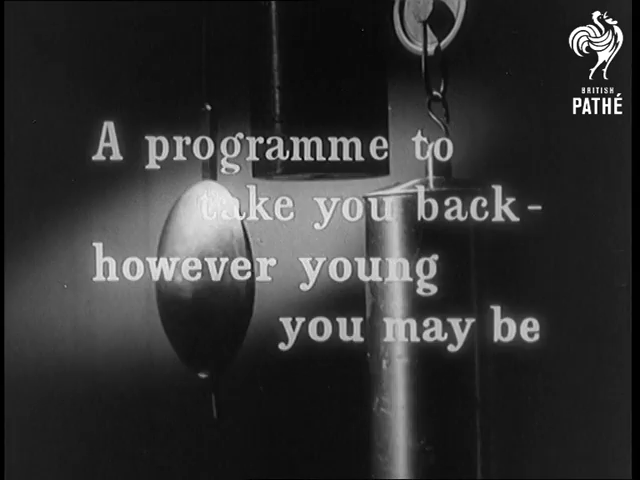 BRITISH
PATHÉ
A programme to
take you back-
however young
you may be